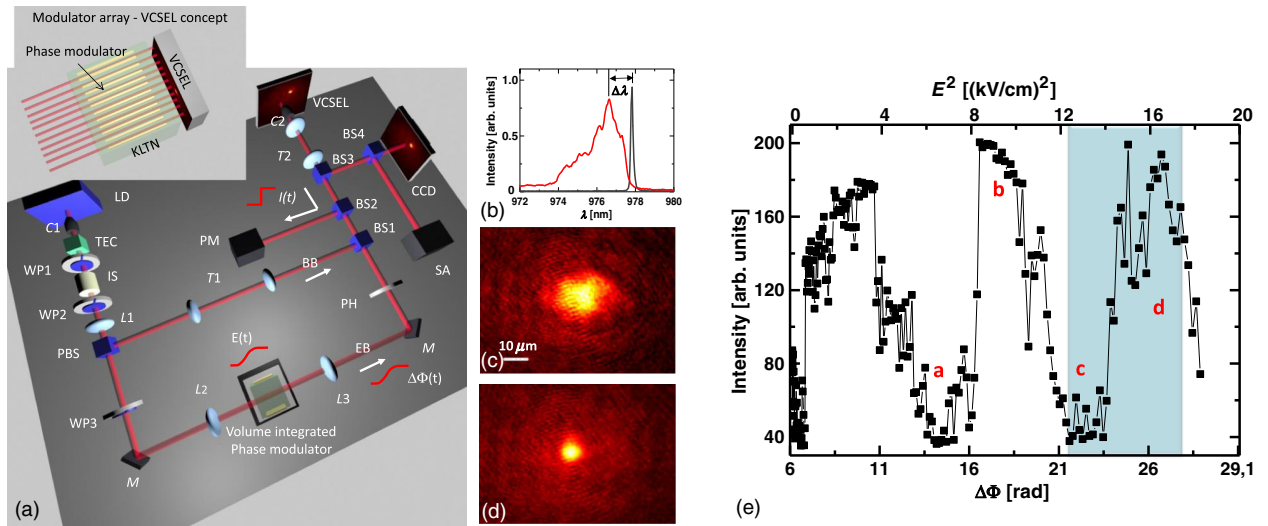 Modulator array - VCSEL concept
Phase modulator
VCSEL
KLTN
LD
C1
TEC
WP1
IS
WP2
L1
PBS
WP3
M
T1
BB
L2
E(t)
EB
ΔΦ(t)
L3
Volume integrated
Phase modulator
M
PH
BS1
BS2
BS3
BS4
I(t)
PM
SA
CCD
T2
C2
VCSEL
(a)
Intensity [arb. units]
1.0
0.5
0
Δλ
972 974 976 978 980
λ [nm]
(b)
(c)
10 μm
(d)
E² [(kV/cm)²]
0 4 8 12 16 20
Intensity [arb. units]
200
160
120
80
40
a
b
c
d
6 11 16 21 26 29,1
ΔΦ [rad]
(e)